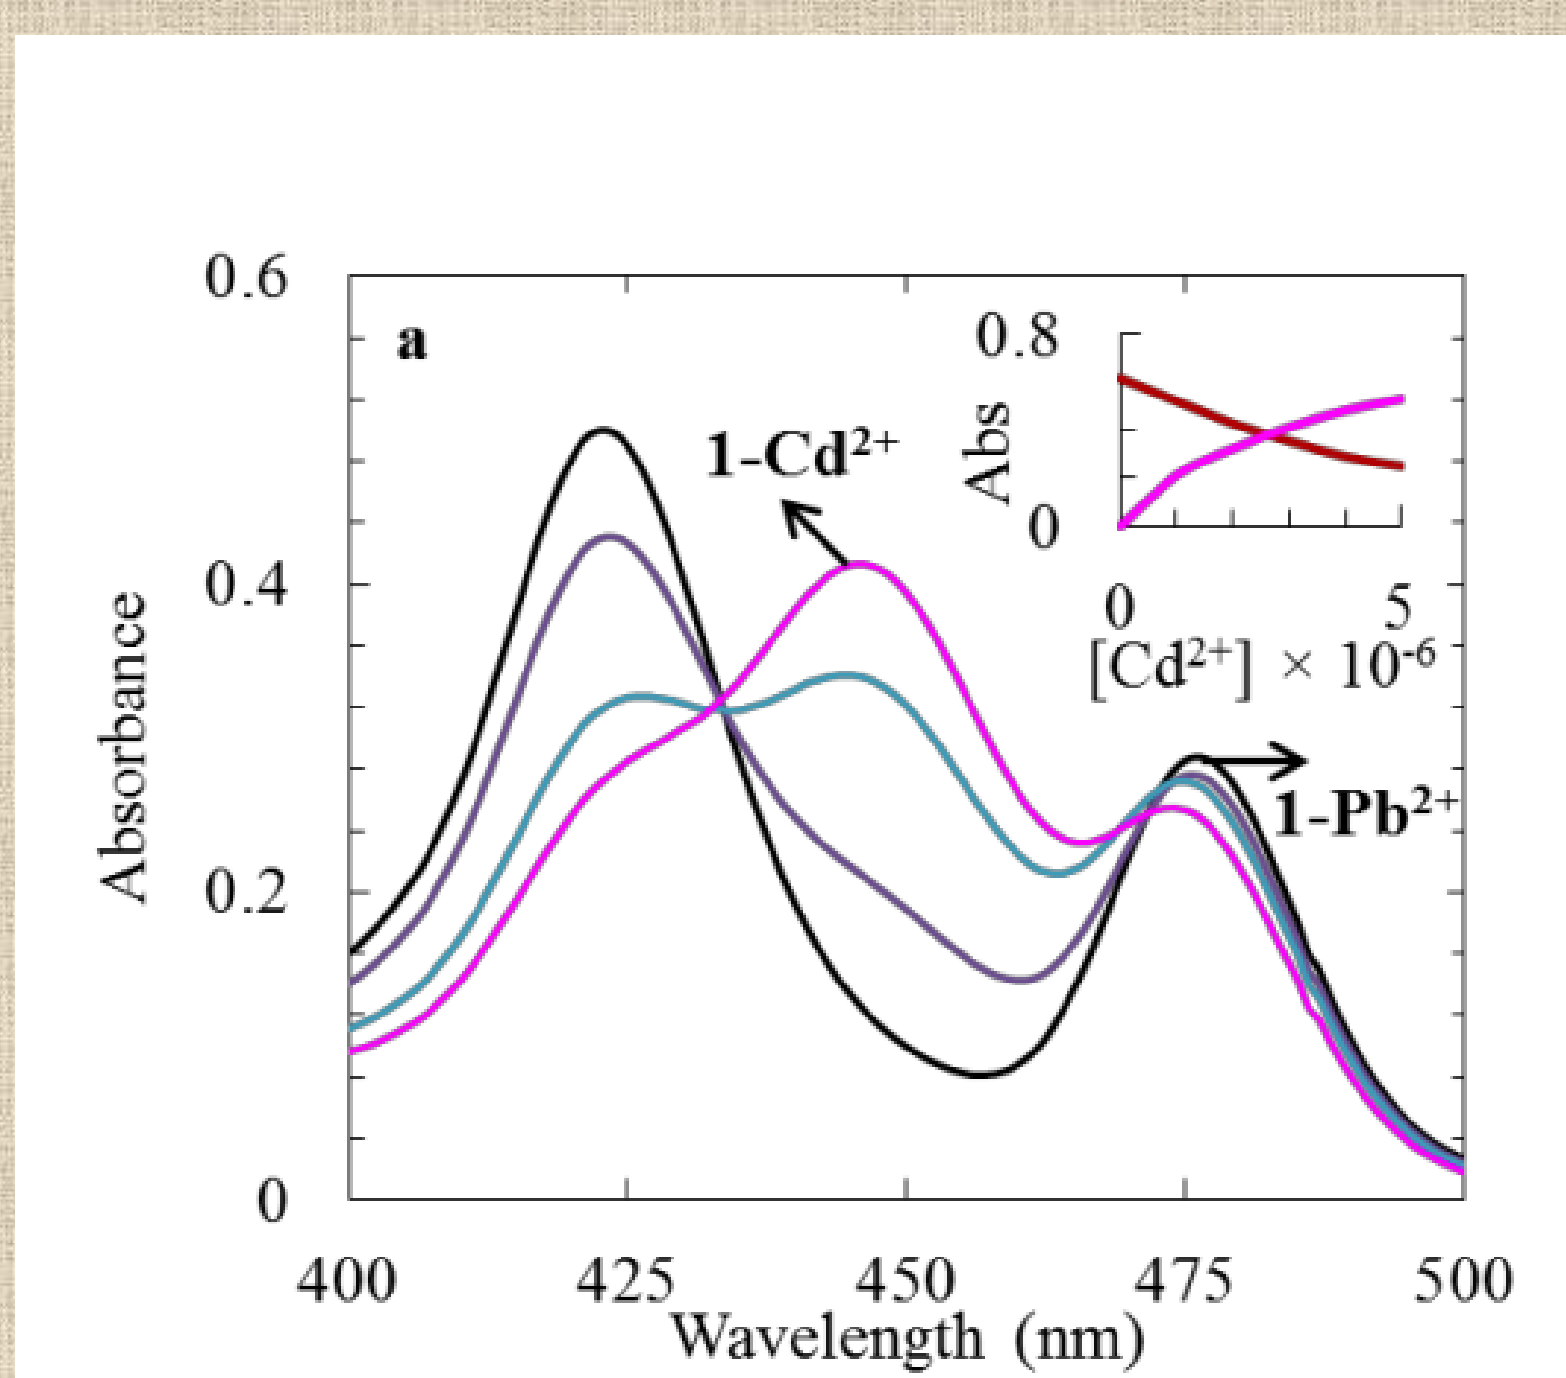 0.6
a
0.8
1-Cd²⁺
Abs
0
0.4
0 5
[Cd²⁺] × 10⁻⁶
Absorbance
1-Pb²⁺
0.2
0
400 425 450 475 500
Wavelength (nm)